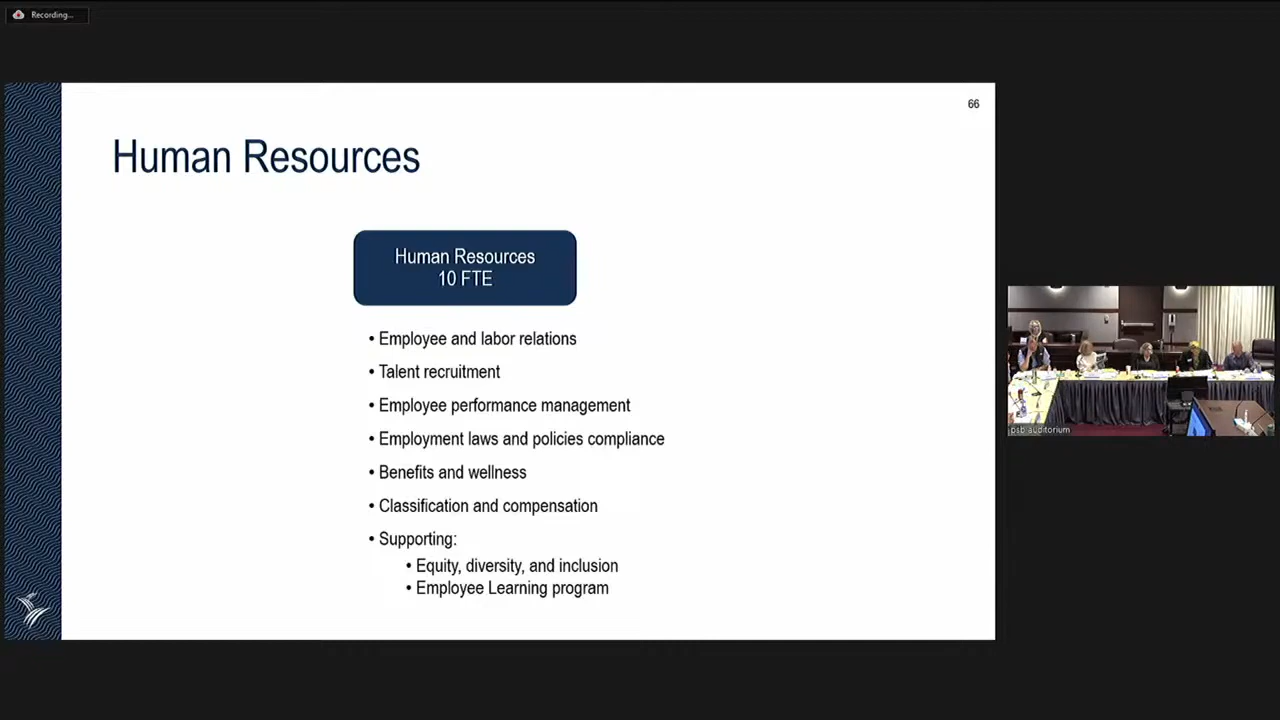 Recording...
66
Human Resources
Human Resources
10 FTE
• Employee and labor relations
• Talent recruitment
• Employee performance management
• Employment laws and policies compliance
• Benefits and wellness
• Classification and compensation
• Supporting:
• Equity, diversity, and inclusion
• Employee Learning program
psb-auditorium